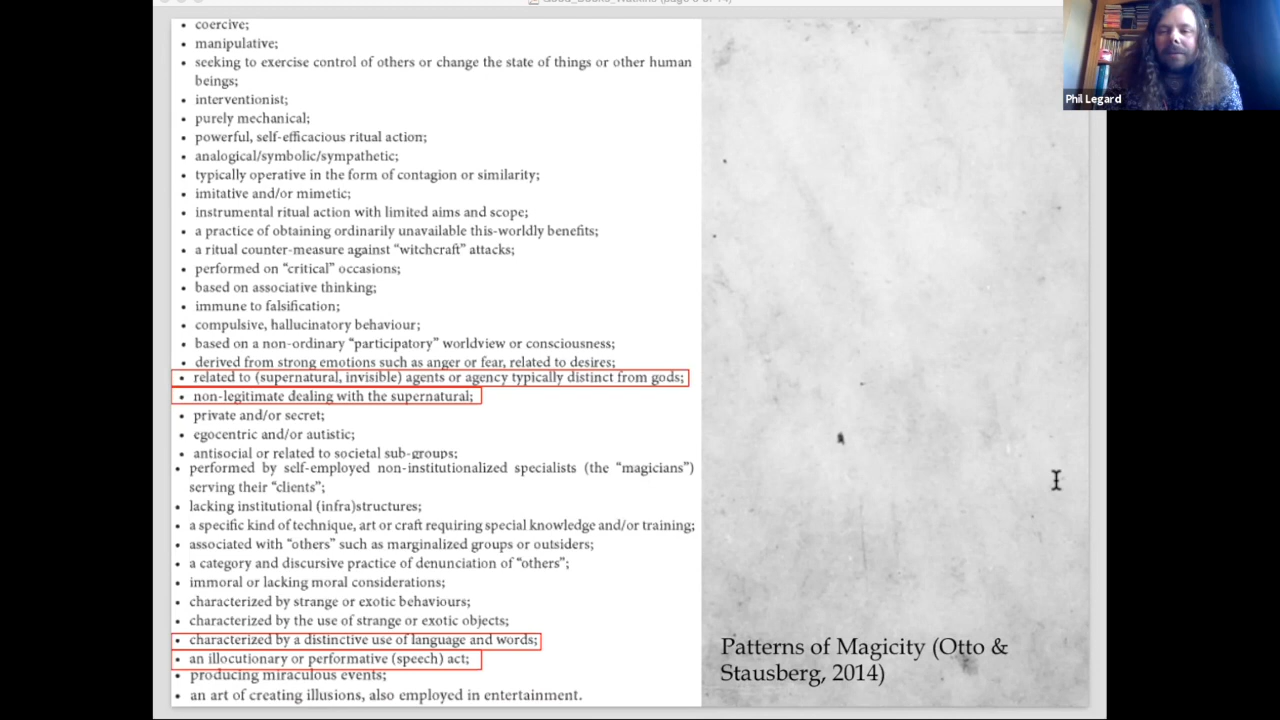 • coercive;
• manipulative;
• seeking to exercise control of others or change the state of things or other human
beings;
• interventionist;
• purely mechanical;
• powerful, self-efficacious ritual action;
• analogical/symbolic/sympathetic;
• typically operative in the form of contagion or similarity;
• imitative and/or mimetic;
• instrumental ritual action with limited aims and scope;
• a practice of obtaining ordinarily unavailable this-worldly benefits;
• a ritual counter-measure against “witchcraft” attacks;
• performed on “critical” occasions;
• based on associative thinking;
• immune to falsification;
• compulsive, hallucinatory behaviour;
• based on a non-ordinary “participatory” worldview or consciousness;
• derived from strong emotions such as anger or fear, related to desires;
• related to (supernatural, invisible) agents or agency typically distinct from gods;
• non-legitimate dealing with the supernatural;
• private and/or secret;
• egocentric and/or autistic;
• antisocial or related to societal sub-groups;
• performed by self-employed non-institutionalized specialists (the “magicians”)
serving their “clients”;
• lacking institutional (infra)structures;
• a specific kind of technique, art or craft requiring special knowledge and/or training;
• associated with “others” such as marginalized groups or outsiders;
• a category and discursive practice of denunciation of “others”;
• immoral or lacking moral considerations;
• characterized by strange or exotic behaviours;
• characterized by the use of strange or exotic objects;
• characterized by a distinctive use of language and words;
• an illocutionary or performative (speech) act;
• producing miraculous events;
• an art of creating illusions, also employed in entertainment.
Patterns of Magicity (Otto &
Stausberg, 2014)
Phil Legard